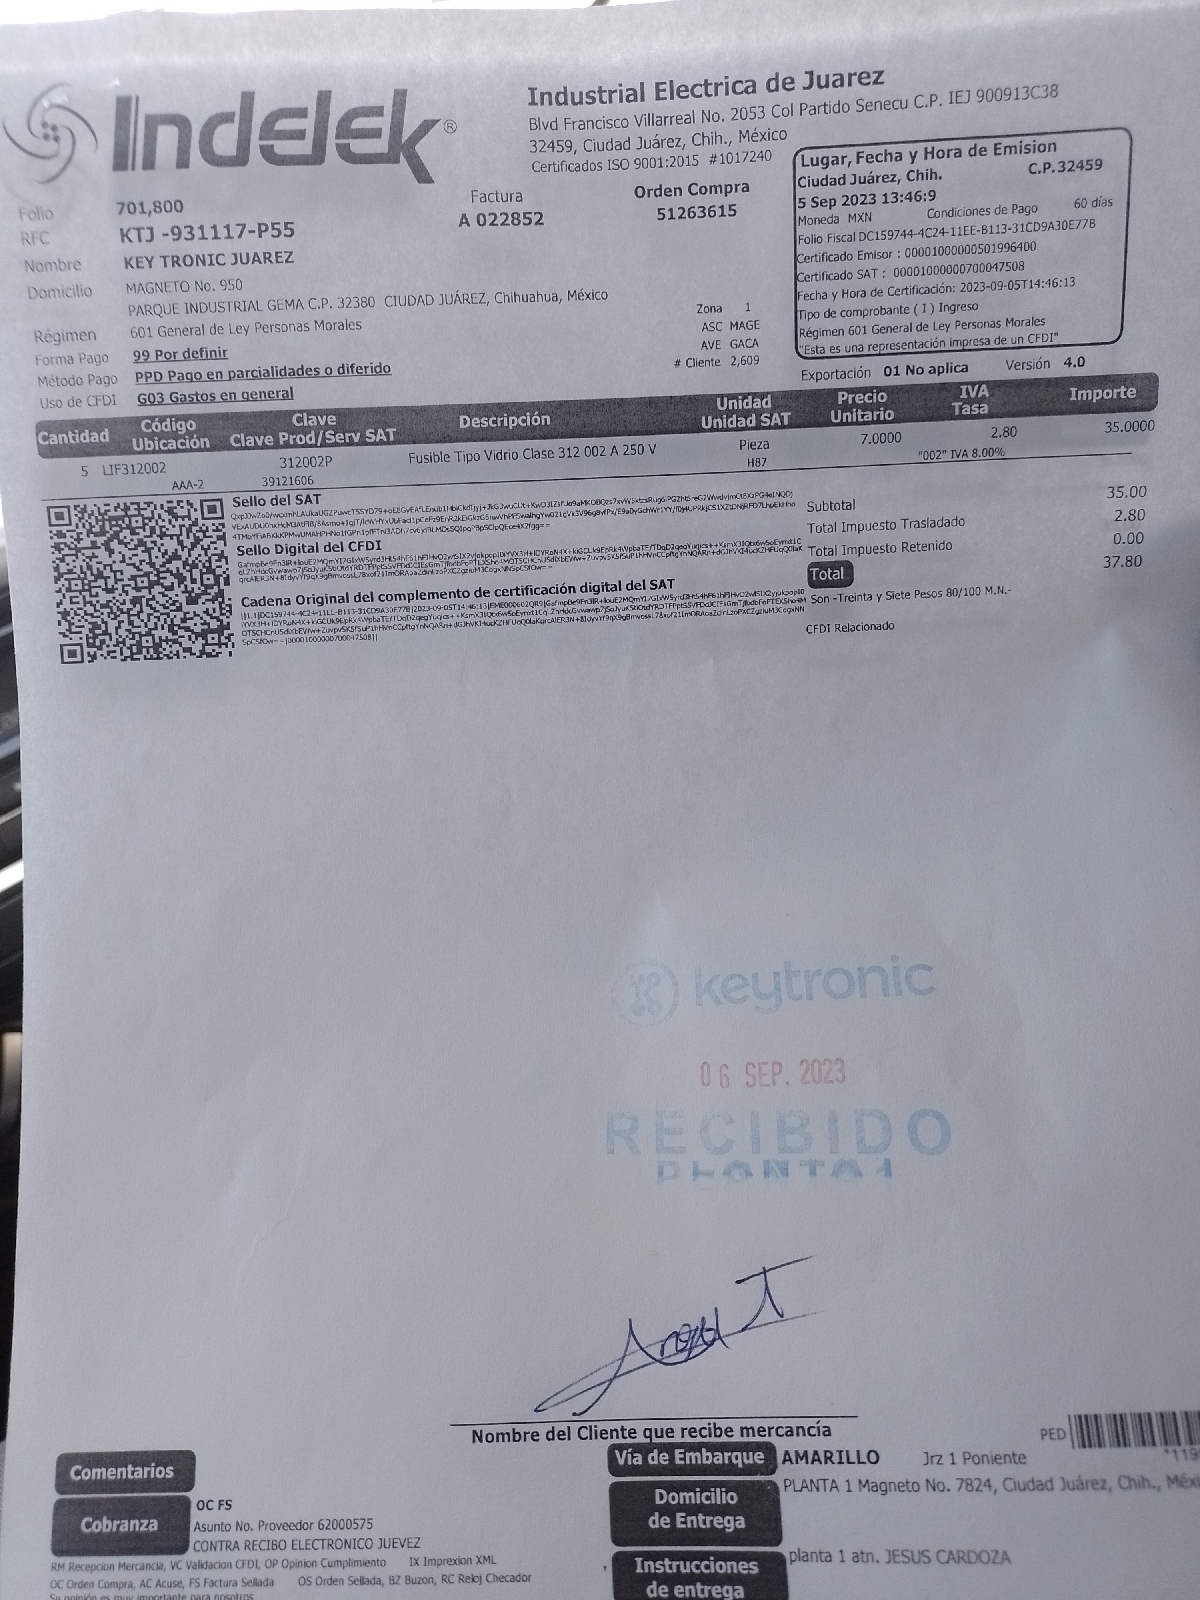 Indelek®
Industrial Electrica de Juarez
Blvd Francisco Villarreal No. 2053 Col Partido Senecu C.P. IEJ 900913C38
32459, Ciudad Juárez, Chih., México
Certificados ISO 9001:2015 #1017240
Folio 701,800
Factura
A 022852
Orden Compra
51263615
RFC KTJ -931117-P55
Nombre KEY TRONIC JUAREZ
Domicilio MAGNETO No. 950
PARQUE INDUSTRIAL GEMA C.P. 32380 CIUDAD JUÁREZ, Chihuahua, México
Régimen 601 General de Ley Personas Morales
Forma Pago 99 Por definir
Método Pago PPD Pago en parcialidades o diferido
Uso de CFDI G03 Gastos en general
Zona 1
ASC MAGE
AVE GACA
# Cliente 2,609
Lugar, Fecha y Hora de Emision
Ciudad Juárez, Chih. C.P.32459
5 Sep 2023 13:46:9
Moneda MXN Condiciones de Pago 60 días
Folio Fiscal DC159744-4C24-11EE-B113-31CD9A30E77B
Certificado Emisor : 00001000000501996400
Certificado SAT : 00001000000700047508
Fecha y Hora de Certificación: 2023-09-05T14:46:13
Tipo de comprobante ( I ) Ingreso
Régimen 601 General de Ley Personas Morales
"Esta es una representación impresa de un CFDI"
Exportación 01 No aplica Versión 4.0
Cantidad Código Ubicación Clave Clave Prod/Serv SAT Descripción Unidad Unidad SAT Precio Unitario IVA Tasa Importe
5 LIF312002 312002P Fusible Tipo Vidrio Clase 312 002 A 250 V Pieza 7.0000 2.80 35.0000
AAA-2 39121606 H87 "002" IVA 8.00%
Sello del SAT
Sello Digital del CFDI
Cadena Original del complemento de certificación digital del SAT
Subtotal 35.00
Total Impuesto Trasladado 2.80
Total Impuesto Retenido 0.00
Total 37.80
Son -Treinta y Siete Pesos 80/100 M.N.-
CFDI Relacionado
keytronic
06 SEP. 2023
RECIBIDO
PLANTA 1
Nombre del Cliente que recibe mercancía
Comentarios
Cobranza
OC FS
Asunto No. Proveedor 62000575
CONTRA RECIBO ELECTRONICO JUEVEZ
RM Recepcion Mercancia, VC Validacion CFDI, OP Opinion Cumplimiento IX Imprexion XML
OC Orden Compra, AC Acuse, FS Factura Sellada OS Orden Sellada, BZ Buzon, RC Reloj Checador
Su opinión es muy importante para nosotros
Vía de Embarque AMARILLO Jrz 1 Poniente
PED
Domicilio de Entrega PLANTA 1 Magneto No. 7824, Ciudad Juárez, Chih.,
Instrucciones de entrega planta 1 atn. JESUS CARDOZA